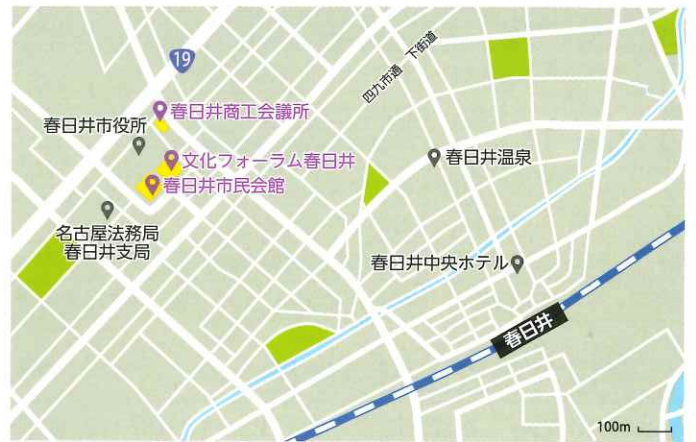 19
四九市通
下街道
春日井商工会議所
春日井市役所
文化フォーラム春日井
春日井温泉
春日井市民会館
名古屋法務局
春日井支局
春日井中央ホテル
春日井
100m